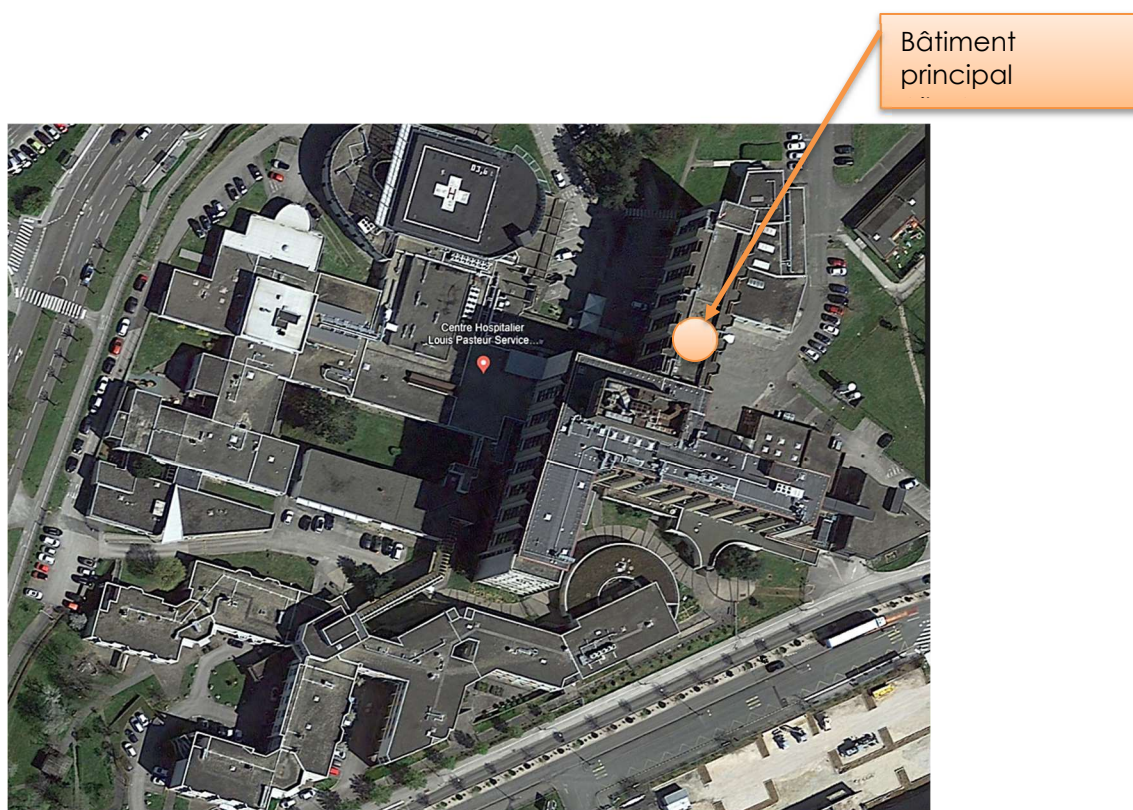 Bâtiment
principal
Centre Hospitalier
Louis Pasteur Service...
H